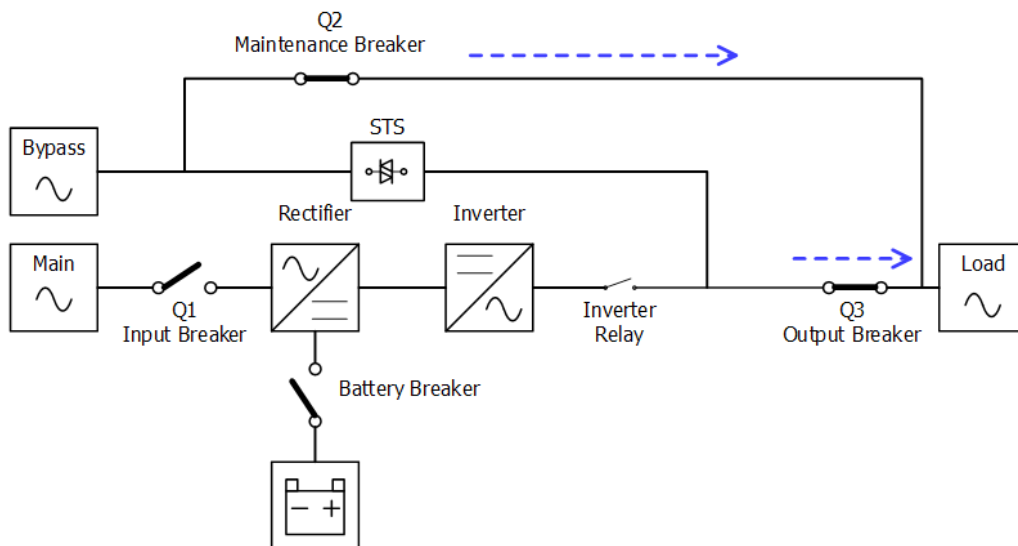 Q2
Maintenance Breaker
STS
Bypass
Rectifier
Inverter
Main
Load
Q1
Input Breaker
Inverter
Relay
Q3
Output Breaker
Battery Breaker